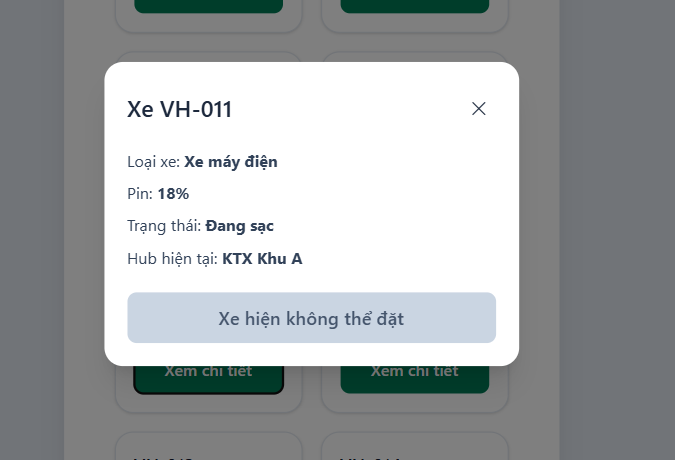 Xe VH-011
Loại xe: Xe máy điện
Pin: 18%
Trạng thái: Đang sạc
Hub hiện tại: KTX Khu A
Xe hiện không thể đặt
Xem chi tiết
Xem chi tiết